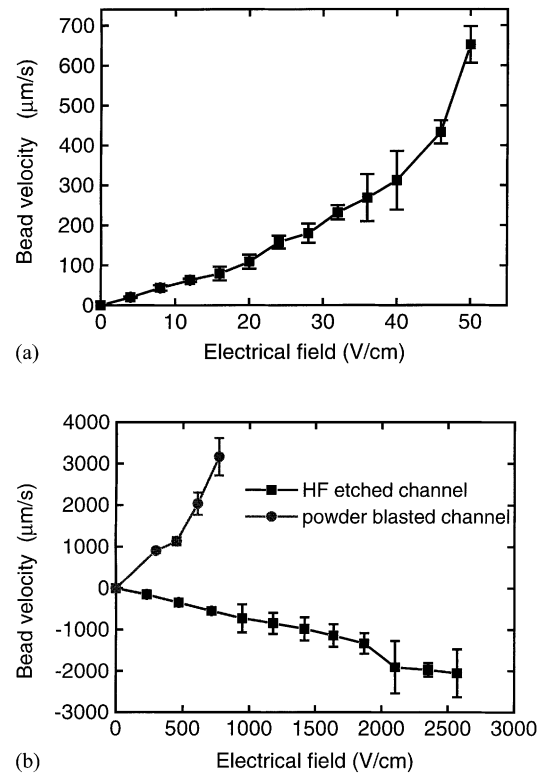 700
600
500
400
300
200
100
0
Bead velocity (μm/s)
0 10 20 30 40 50
(a) Electrical field (V/cm)
4000
3000
2000
1000
0
-1000
-2000
-3000
Bead velocity (μm/s)
HF etched channel
powder blasted channel
0 500 1000 1500 2000 2500 3000
(b) Electrical field (V/cm)